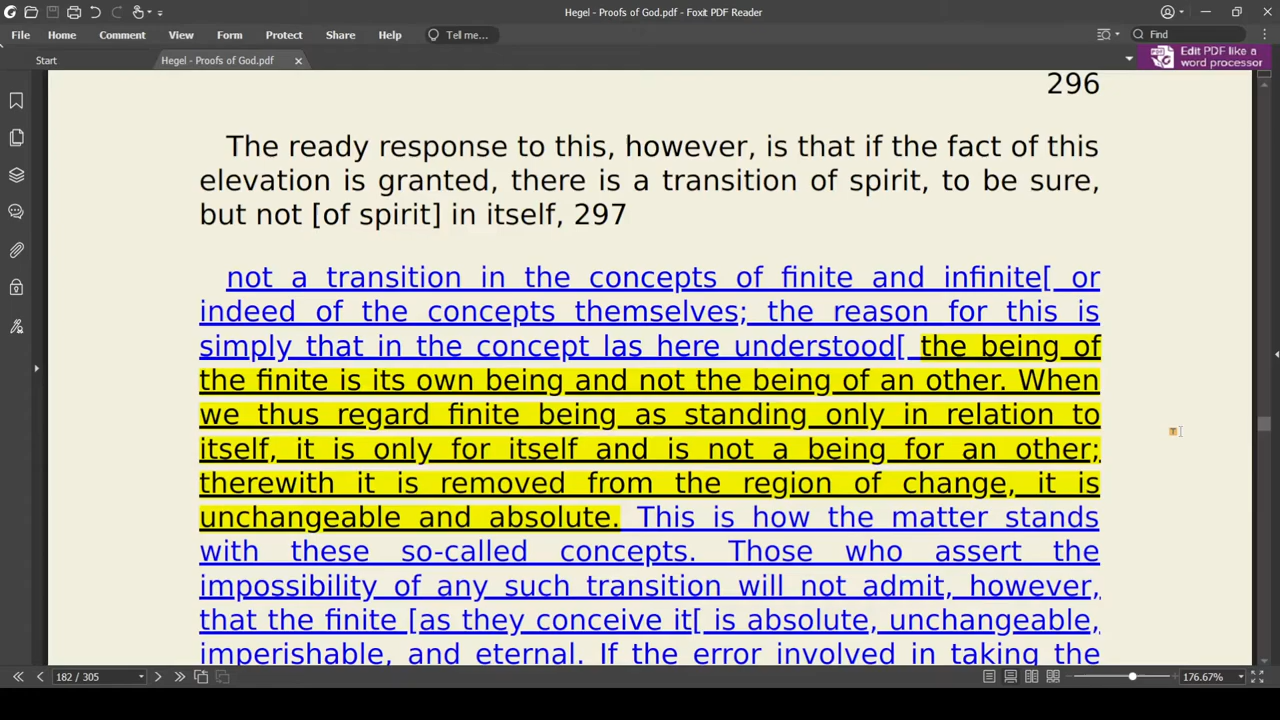 Hegel - Proofs of God.pdf - Foxit PDF Reader
File Home Comment View Form Protect Share Help Tell me... Find
Start Hegel - Proofs of God.pdf
Edit PDF like a
word processor
296
The ready response to this, however, is that if the fact of this
elevation is granted, there is a transition of spirit, to be sure,
but not [of spirit] in itself, 297
not a transition in the concepts of finite and infinite[ or
indeed of the concepts themselves; the reason for this is
simply that in the concept las here understood[ the being of
the finite is its own being and not the being of an other. When
we thus regard finite being as standing only in relation to
itself, it is only for itself and is not a being for an other;
therewith it is removed from the region of change, it is
unchangeable and absolute. This is how the matter stands
with these so-called concepts. Those who assert the
impossibility of any such transition will not admit, however,
that the finite [as they conceive it[ is absolute, unchangeable,
imperishable, and eternal. If the error involved in taking the
182 / 305
176.67%